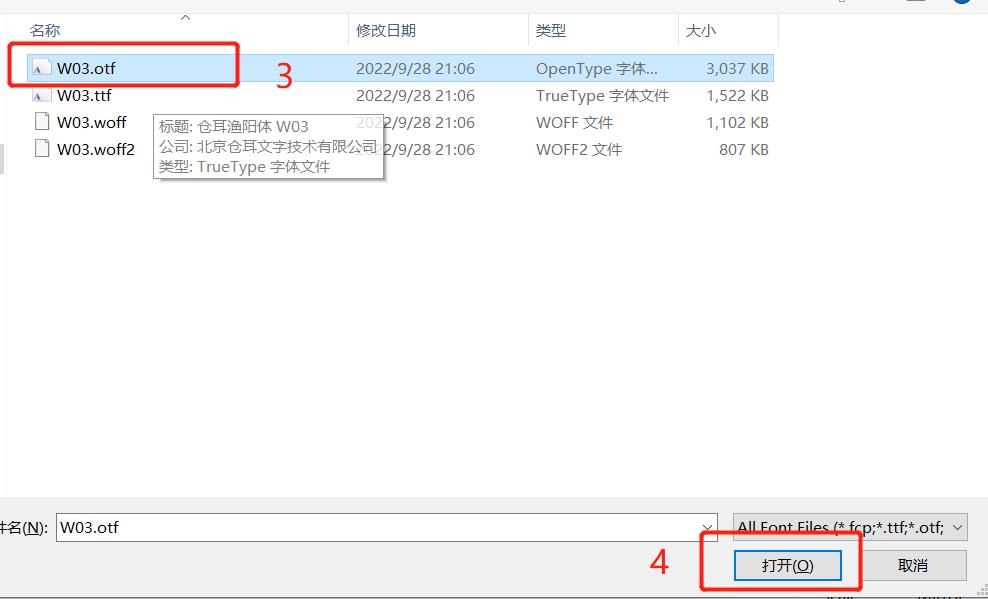 名称 修改日期 类型 大小
W03.otf 2022/9/28 21:06 OpenType 字体... 3,037 KB
3
W03.ttf 2022/9/28 21:06 TrueType 字体文件 1,522 KB
W03.woff 2022/9/28 21:06 WOFF 文件 1,102 KB
W03.woff2 2022/9/28 21:06 WOFF2 文件 807 KB
标题: 仓耳渔阳体 W03
公司: 北京仓耳文字技术有限公司
类型: TrueType 字体文件
件名(N): W03.otf All Font Files (*.fcp;*.ttf;*.otf;
4
打开(O) 取消